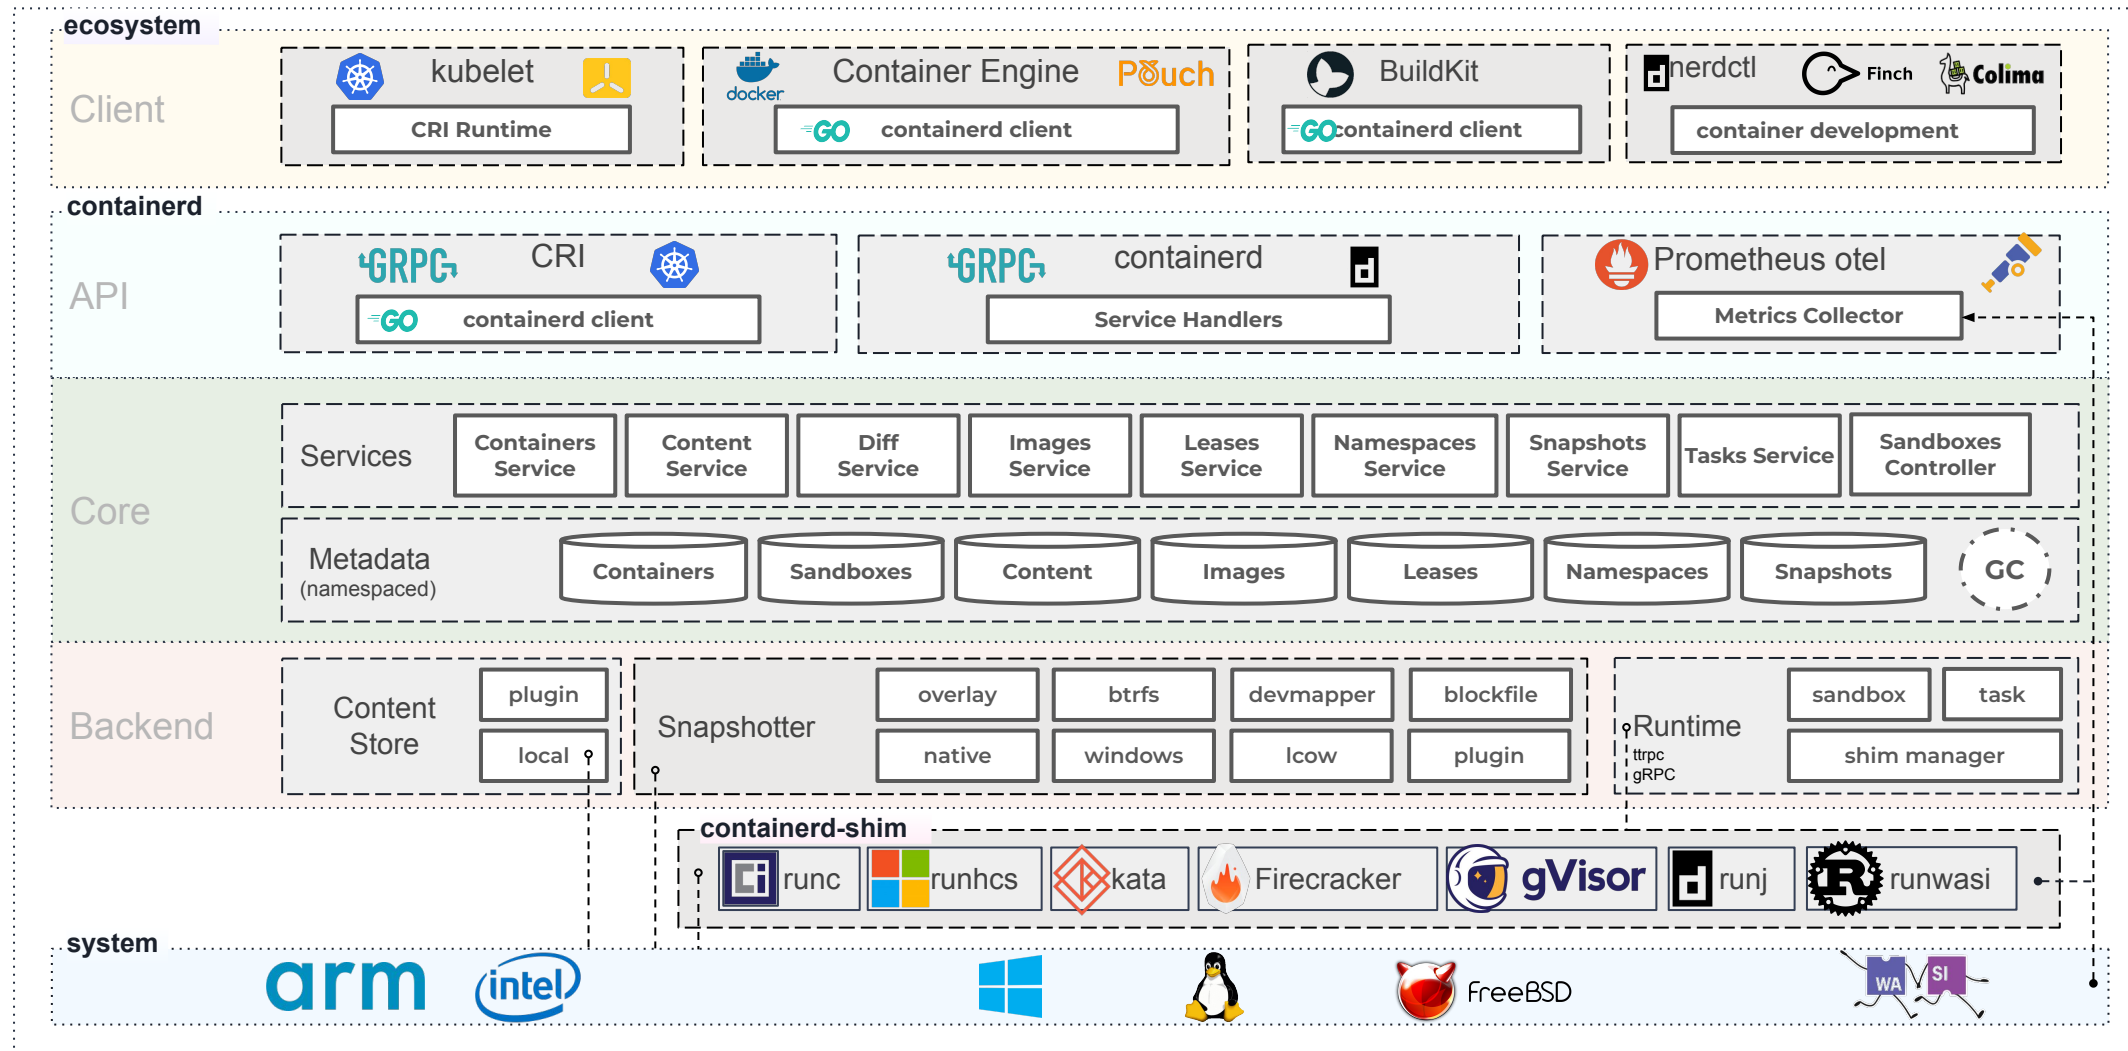 ecosystem
Client
kubelet
CRI Runtime
docker
Container Engine
Pouch
GO
containerd client
BuildKit
GO
containerd client
nerdctl
Finch
Colima
container development
containerd
API
GRPC
CRI
GO
containerd client
GRPC
containerd
Service Handlers
Prometheus otel
Metrics Collector
Core
Services
Containers
Service
Content
Service
Diff
Service
Images
Service
Leases
Service
Namespaces
Service
Snapshots
Service
Tasks Service
Sandboxes
Controller
Metadata
(namespaced)
Containers
Sandboxes
Content
Images
Leases
Namespaces
Snapshots
GC
Backend
Content
Store
plugin
local
Snapshotter
overlay
btrfs
devmapper
blockfile
native
windows
lcow
plugin
Runtime
ttrpc
gRPC
sandbox
task
shim manager
containerd-shim
runc
runhcs
kata
Firecracker
gVisor
runj
R
runwasi
system
arm
intel
FreeBSD
WA
SI